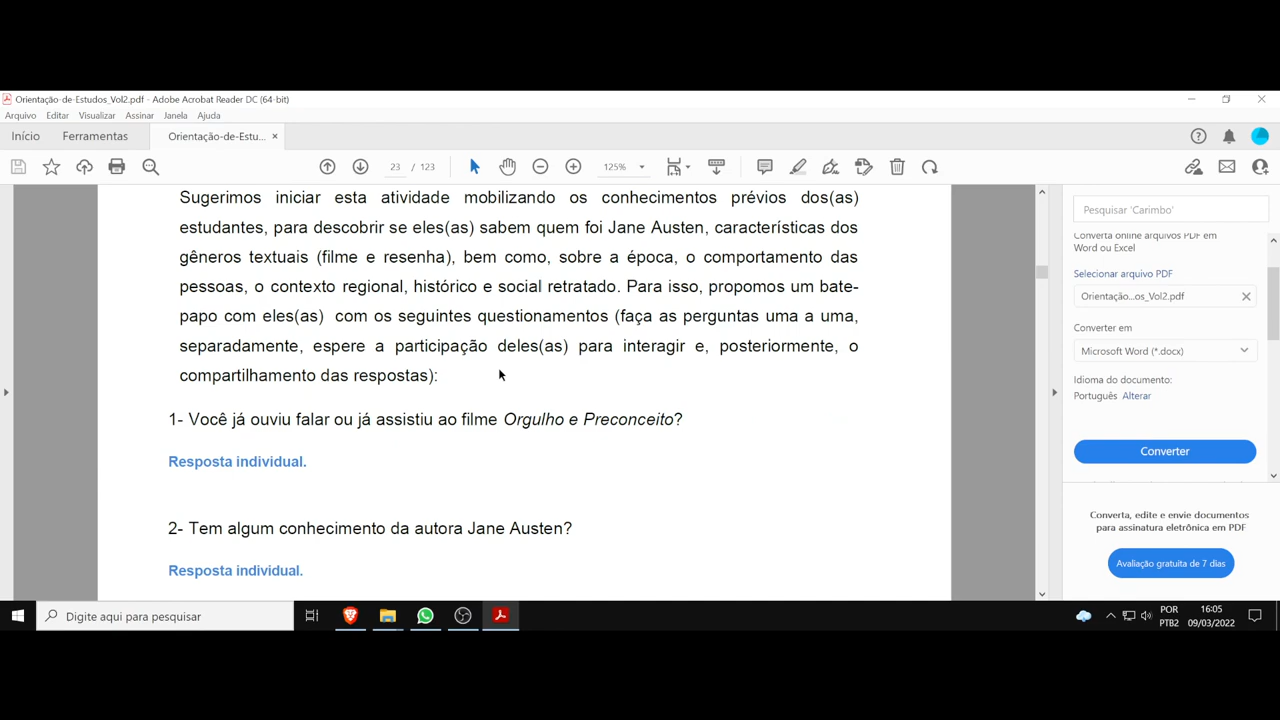 Orientação-de-Estudos_Vol2.pdf - Adobe Acrobat Reader DC (64-bit)
Arquivo Editar Visualizar Assinar Janela Ajuda
Início Ferramentas Orientação-de-Estu... ×
23 / 123 125%
Sugerimos iniciar esta atividade mobilizando os conhecimentos prévios dos(as)
estudantes, para descobrir se eles(as) sabem quem foi Jane Austen, características dos
gêneros textuais (filme e resenha), bem como, sobre a época, o comportamento das
pessoas, o contexto regional, histórico e social retratado. Para isso, propomos um bate-
papo com eles(as) com os seguintes questionamentos (faça as perguntas uma a uma,
separadamente, espere a participação deles(as) para interagir e, posteriormente, o
compartilhamento das respostas):
1- Você já ouviu falar ou já assistiu ao filme Orgulho e Preconceito?
Resposta individual.
2- Tem algum conhecimento da autora Jane Austen?
Resposta individual.
Pesquisar 'Carimbo'
Converta online arquivos PDF em
Word ou Excel
Selecionar arquivo PDF
Orientação...os_Vol2.pdf
Converter em
Microsoft Word (*.docx)
Idioma do documento:
Português Alterar
Converter
Converta, edite e envie documentos
para assinatura eletrônica em PDF
Avaliação gratuita de 7 dias
Digite aqui para pesquisar
POR
PTB2
16:05
09/03/2022